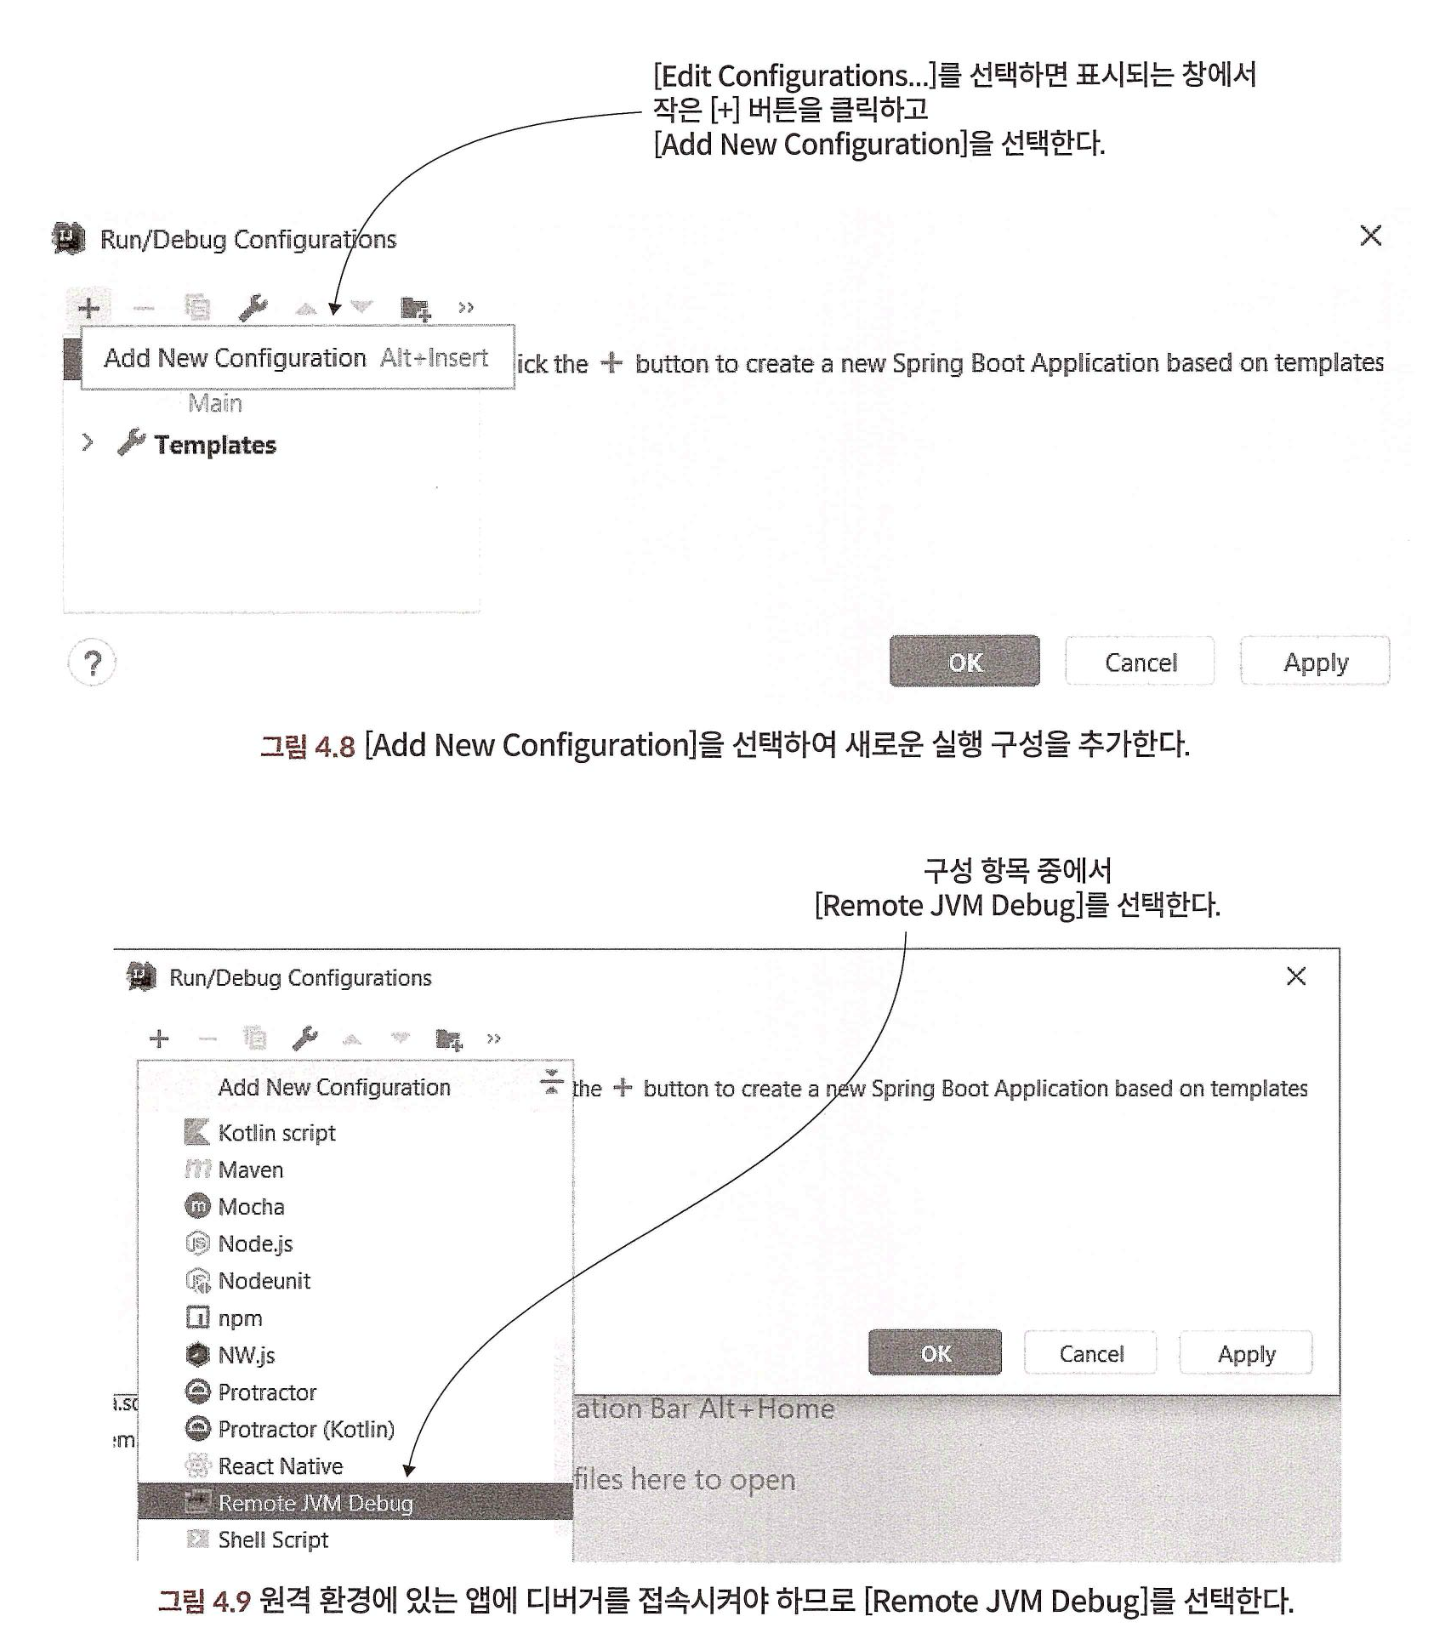 [Edit Configurations...]를 선택하면 표시되는 창에서
작은 [+] 버튼을 클릭하고
[Add New Configuration]을 선택한다.
Run/Debug Configurations
Add New Configuration Alt+Insert
ick the + button to create a new Spring Boot Application based on templates
Main
Templates
?
OK
Cancel
Apply
그림 4.8 [Add New Configuration]을 선택하여 새로운 실행 구성을 추가한다.
구성 항목 중에서
[Remote JVM Debug]를 선택한다.
Run/Debug Configurations
Add New Configuration
the + button to create a new Spring Boot Application based on templates
Kotlin script
Maven
Mocha
Node.js
Nodeunit
npm
NW.js
Protractor
Protractor (Kotlin)
React Native
Remote JVM Debug
Shell Script
OK
Cancel
Apply
ation Bar Alt+Home
files here to open
그림 4.9 원격 환경에 있는 앱에 디버거를 접속시켜야 하므로 [Remote JVM Debug]를 선택한다.